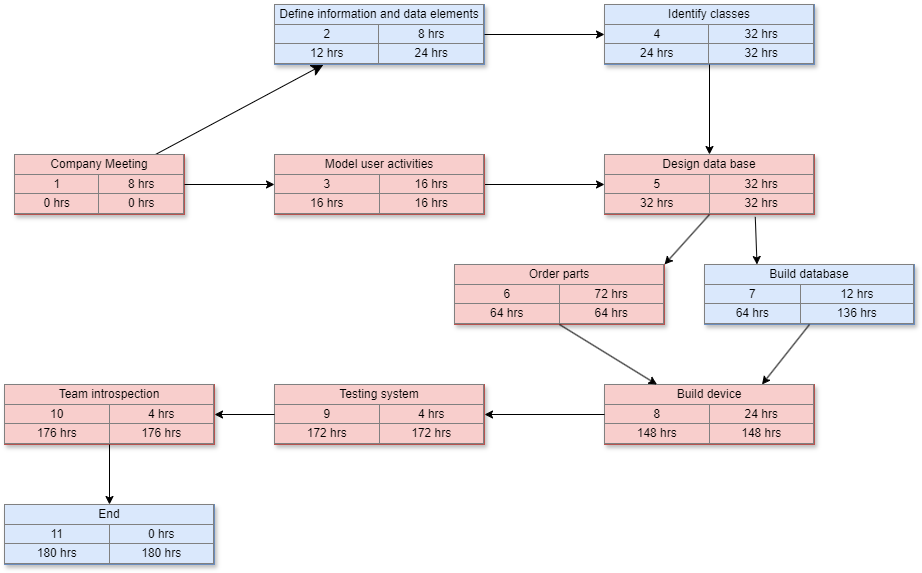 Define information and data elements
2 8 hrs
12 hrs 24 hrs
Identify classes
4 32 hrs
24 hrs 32 hrs
Company Meeting
1 8 hrs
0 hrs 0 hrs
Model user activities
3 16 hrs
16 hrs 16 hrs
Design data base
5 32 hrs
32 hrs 32 hrs
Order parts
6 72 hrs
64 hrs 64 hrs
Build database
7 12 hrs
64 hrs 136 hrs
Team introspection
10 4 hrs
176 hrs 176 hrs
Testing system
9 4 hrs
172 hrs 172 hrs
Build device
8 24 hrs
148 hrs 148 hrs
End
11 0 hrs
180 hrs 180 hrs